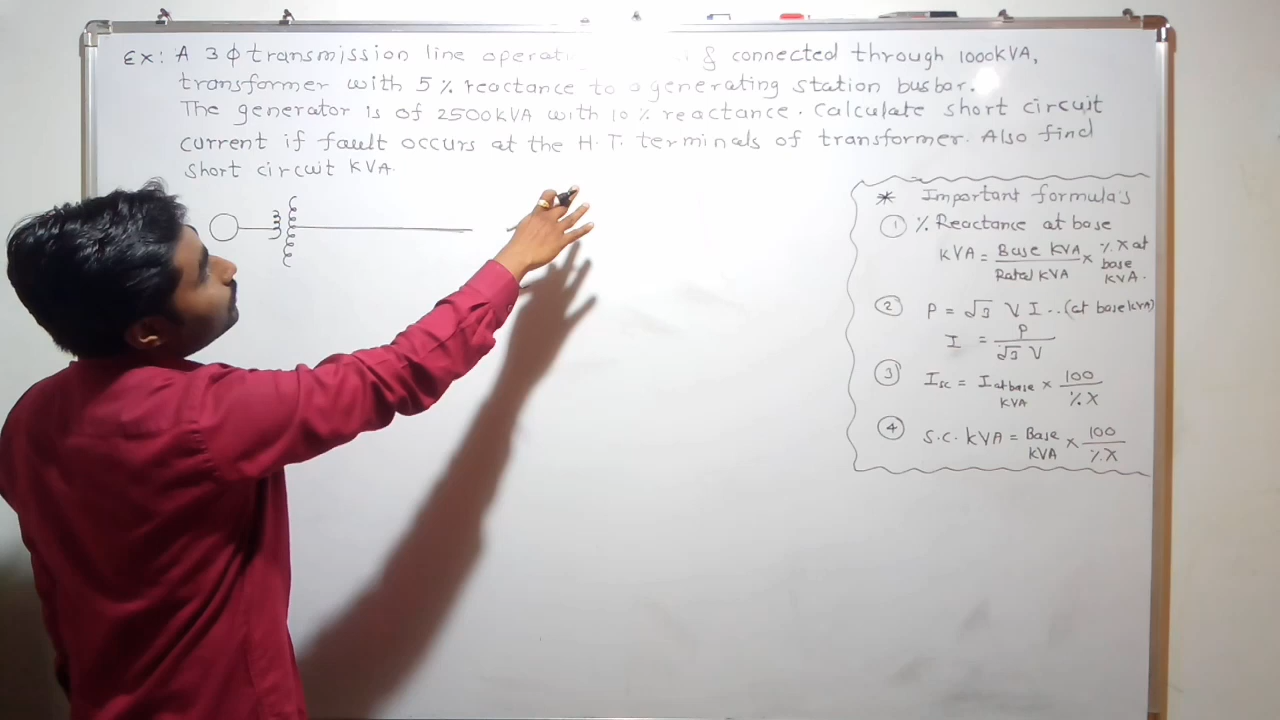 Ex: A 3 ϕ transmission line operati & connected through 1000KVA,
transformer with 5 % reactance to a generating station busbar.
The generator is of 2500KVA with 10 % reactance. Calculate short circuit
current if fault occurs at the H.T. terminals of transformer. Also find
short circuit KVA.
* Important formula's
① % Reactance at base
KVA = Base KVA / Rated KVA × % X at base KVA.
② P = √3 V I .. (at base KVA)
I = P / √3 V
③ Isc = I at base KVA × 100 / % X
④ S.C. KVA = Base KVA × 100 / % X